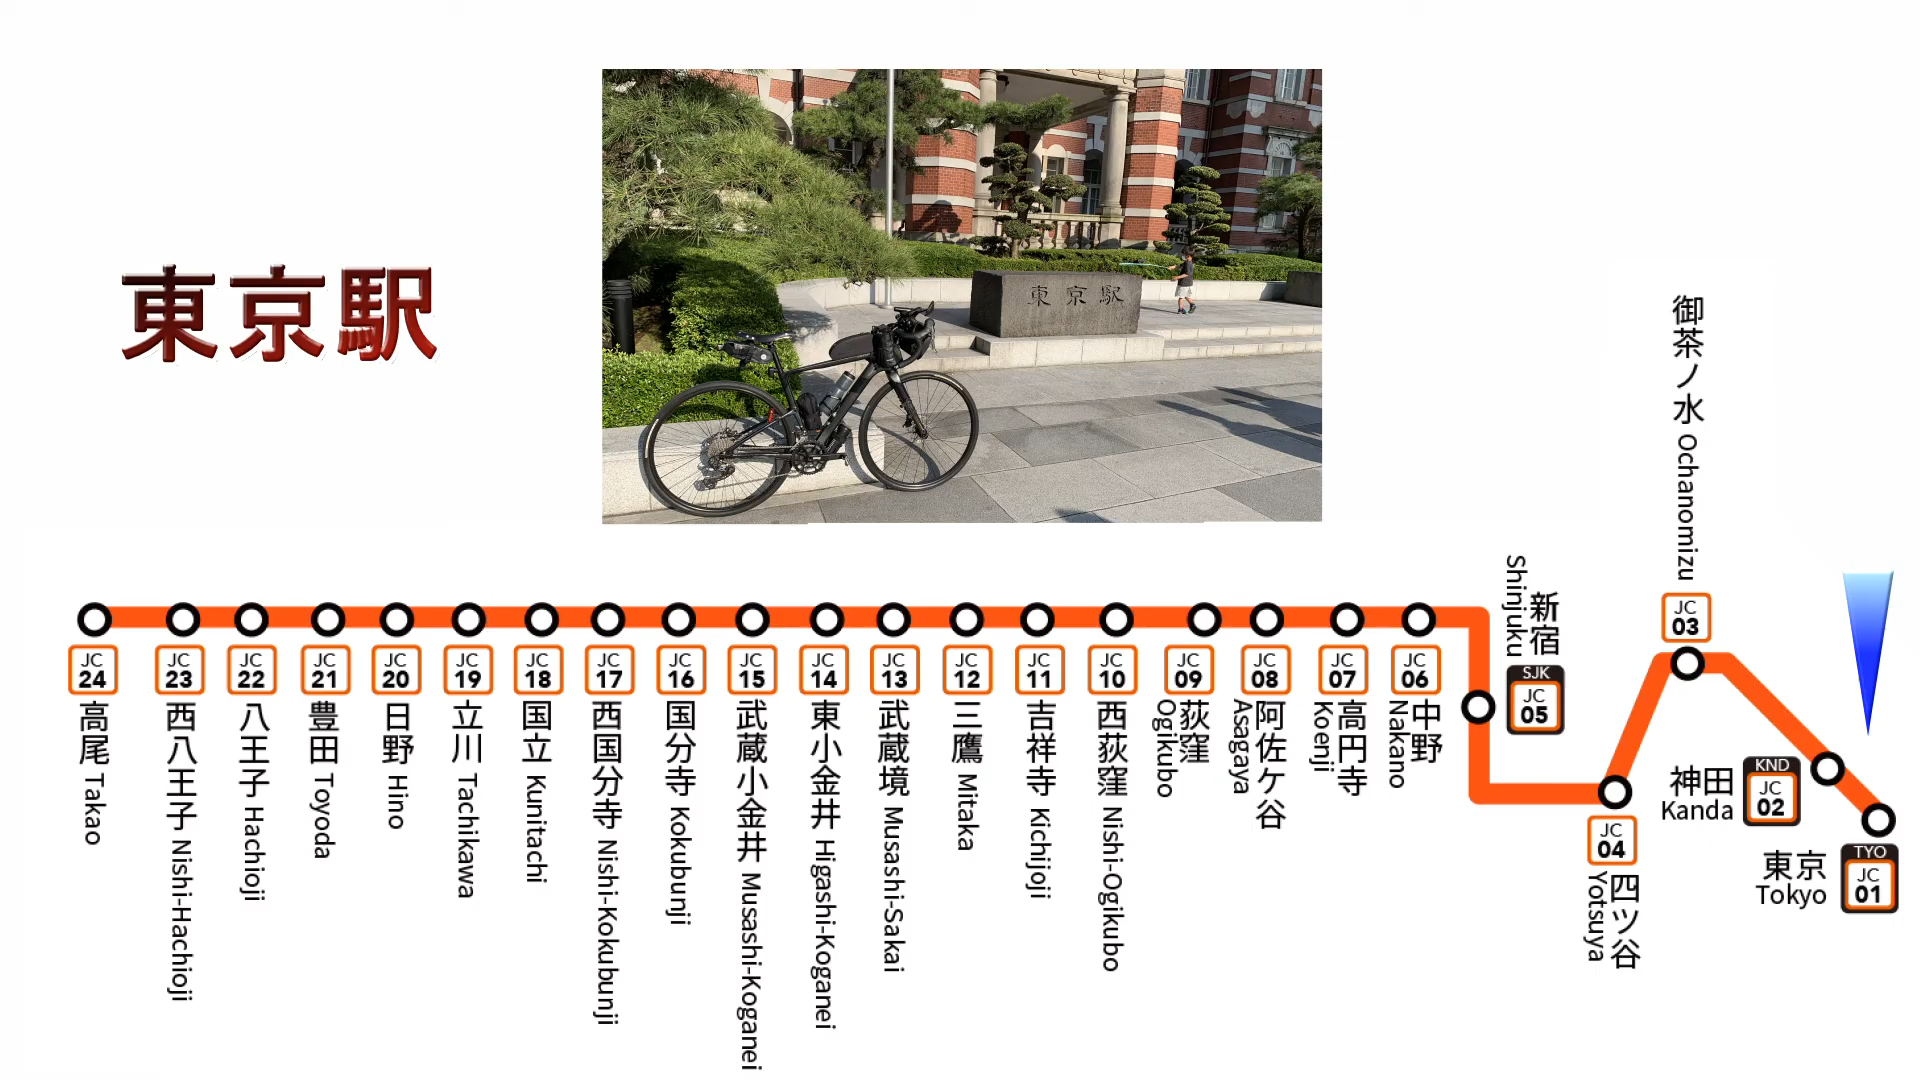 東京駅
東京駅
JC
24
高尾 Takao
JC
23
西八王子 Nishi-Hachioji
JC
22
八王子 Hachioji
JC
21
豊田 Toyoda
JC
20
日野 Hino
JC
19
立川 Tachikawa
JC
18
国立 Kunitachi
JC
17
西国分寺 Nishi-Kokubunji
JC
16
国分寺 Kokubunji
JC
15
武蔵小金井 Musashi-Koganei
JC
14
東小金井 Higashi-Koganei
JC
13
武蔵境 Musashi-Sakai
JC
12
三鷹 Mitaka
JC
11
吉祥寺 Kichijoji
JC
10
西荻窪 Nishi-Ogikubo
JC
09
荻窪
Ogikubo
JC
08
阿佐ケ谷
Asagaya
JC
07
高円寺
Koenji
JC
06
中野
Nakano
新宿
Shinjuku
SJK
JC
05
JC
04
四ツ谷
Yotsuya
御茶ノ水 Ochanomizu
JC
03
神田
Kanda
KND
JC
02
東京
Tokyo
TYO
JC
01